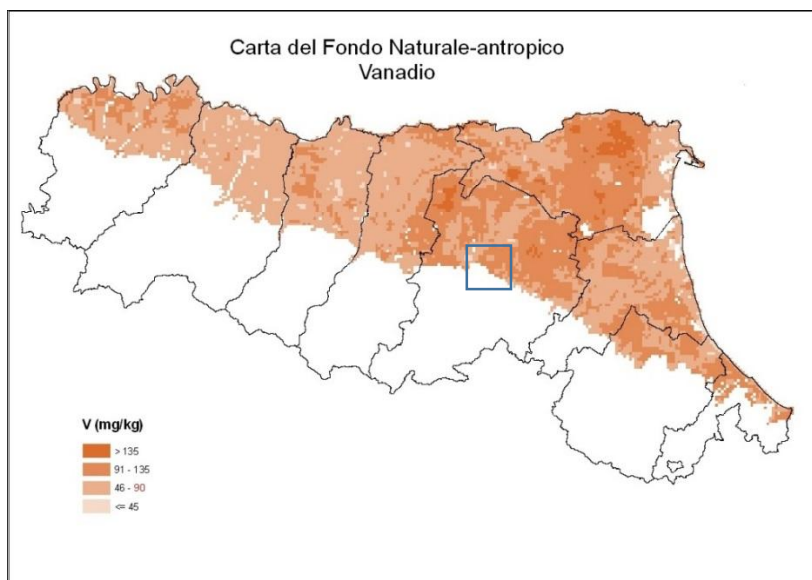 Carta del Fondo Naturale-antropico
Vanadio
V (mg/kg)
> 135
91 - 135
46 - 90
<= 45